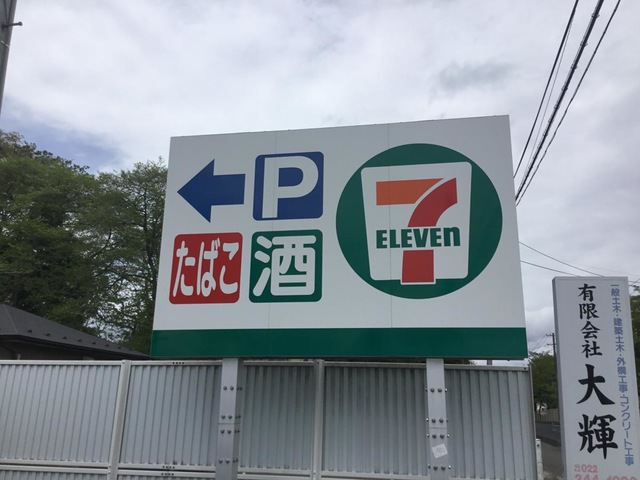 P
たばこ
酒
7
ELEVEn
一般土木・建築土木・外構工事・コンクリート工事
有限会社
大輝
022